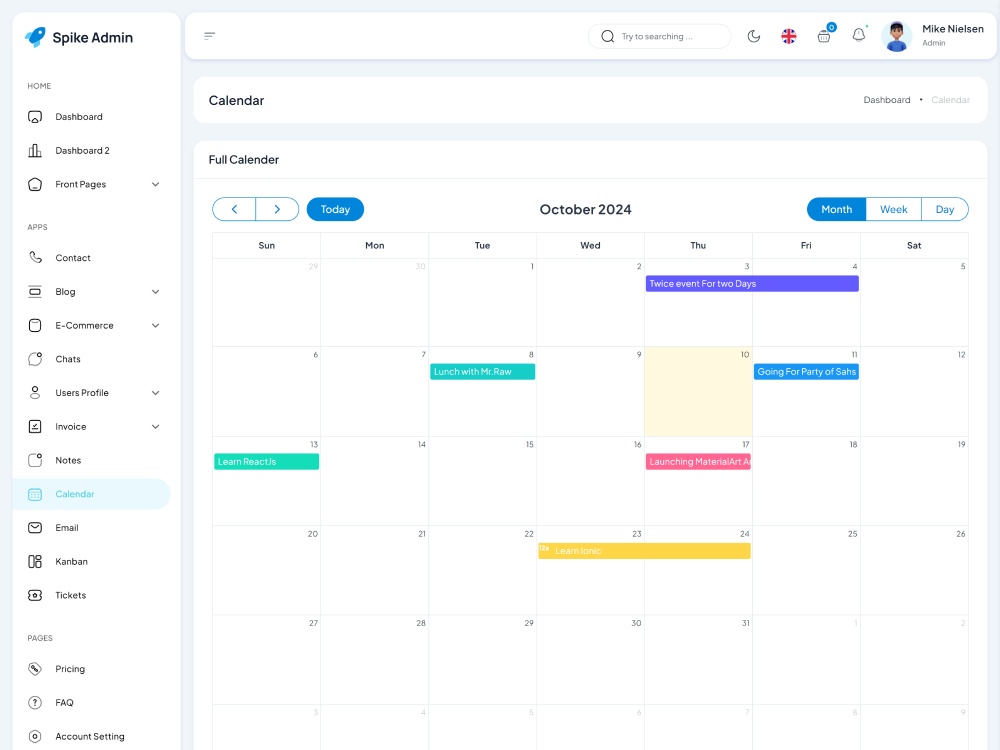 Spike Admin
HOME
Dashboard
Dashboard 2
Front Pages
APPS
Contact
Blog
E-Commerce
Chats
Users Profile
Invoice
Notes
Calendar
Email
Kanban
Tickets
PAGES
Pricing
FAQ
Account Setting
Try to searching ...
0
Mike Nielsen
Admin
Calendar
Dashboard • Calendar
Full Calender
Today
October 2024
Month Week Day
Sun Mon Tue Wed Thu Fri Sat
29 30 1 2 3 4 5
Twice event For two Days
6 7 8 9 10 11 12
Lunch with Mr.Raw
Going For Party of Sahs
13 14 15 16 17 18 19
Learn ReactJs
Launching MaterialArt Ar
20 21 22 23 24 25 26
12a Learn Ionic
27 28 29 30 31 1 2
3 4 5 6 7 8 9